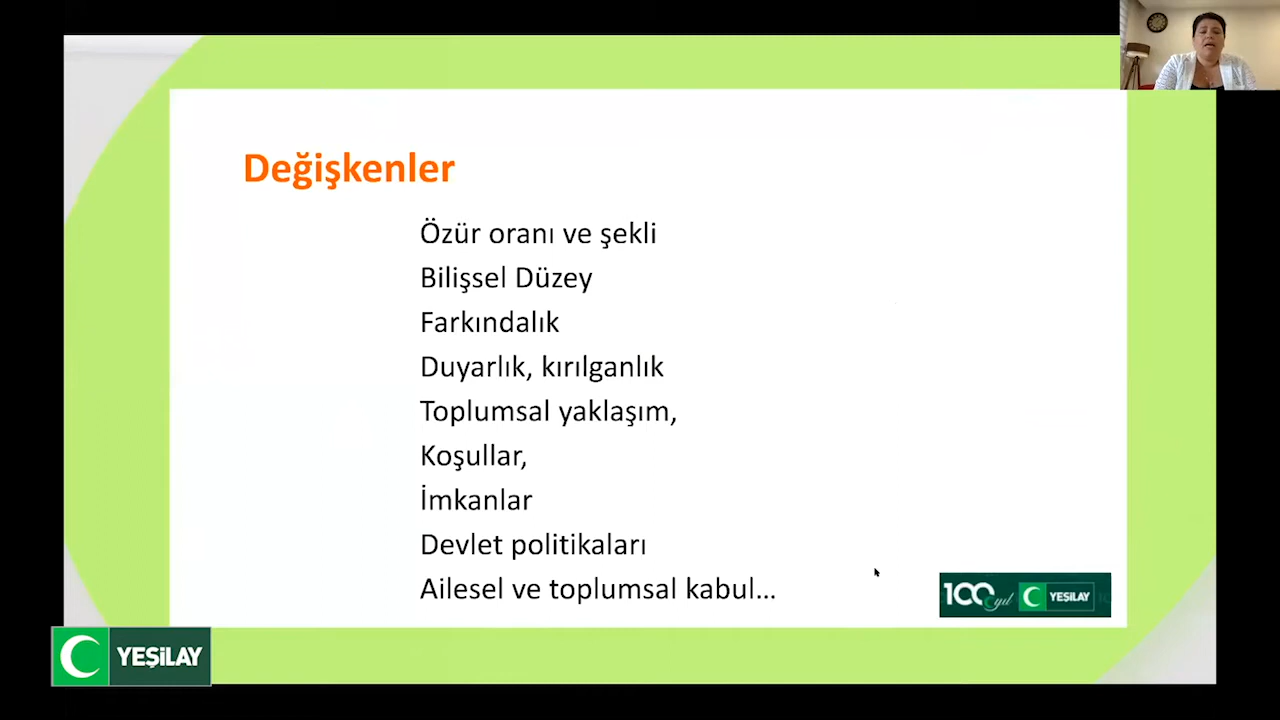 Değişkenler
Özür oranı ve şekli
Bilişsel Düzey
Farkındalık
Duyarlık, kırılganlık
Toplumsal yaklaşım,
Koşullar,
İmkanlar
Devlet politikaları
Ailesel ve toplumsal kabul...
100 yıl YEŞİLAY
YEŞİLAY